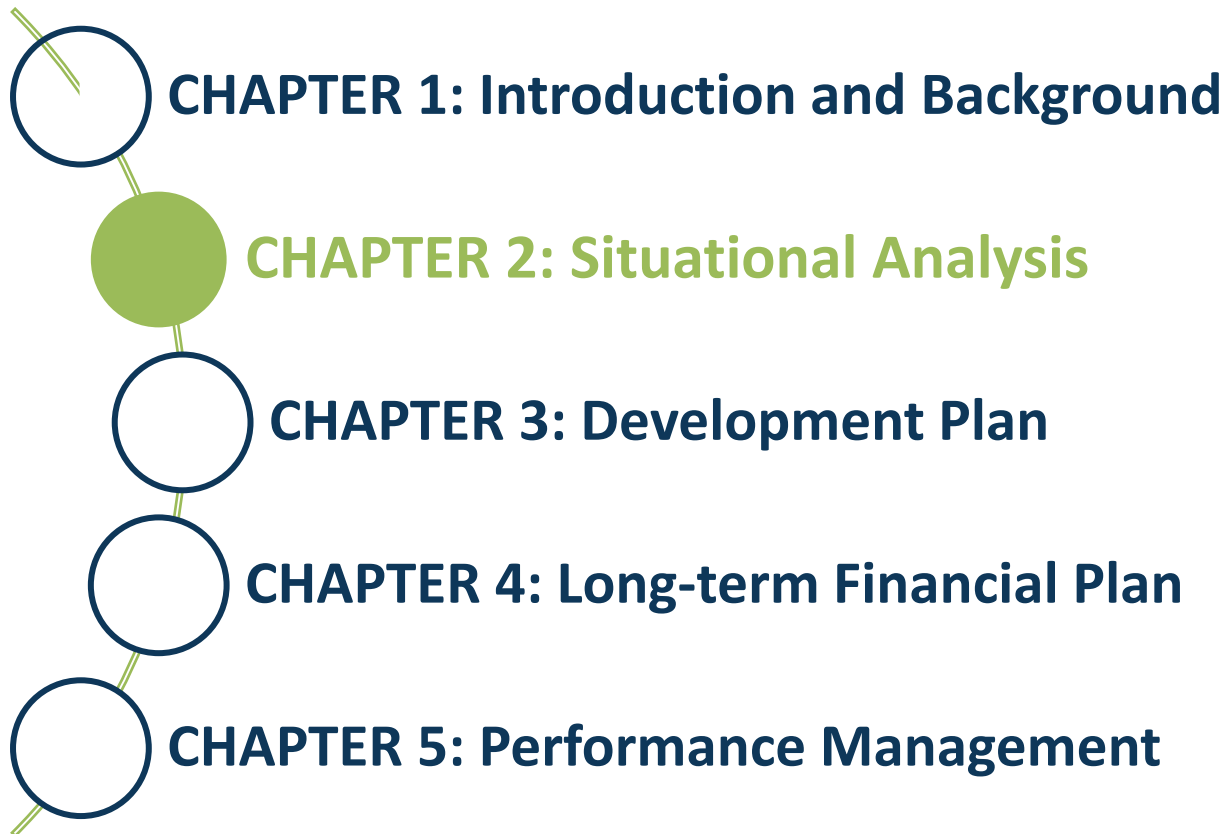 CHAPTER 1: Introduction and Background
CHAPTER 2: Situational Analysis
CHAPTER 3: Development Plan
CHAPTER 4: Long-term Financial Plan
CHAPTER 5: Performance Management